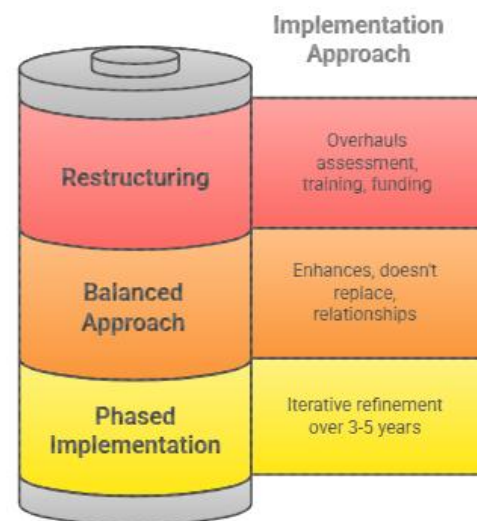 Implementation
Approach
Restructuring
Overhauls
assessment,
training, funding
Balanced
Approach
Enhances, doesn't
replace,
relationships
Phased
Implementation
Iterative refinement
over 3-5 years